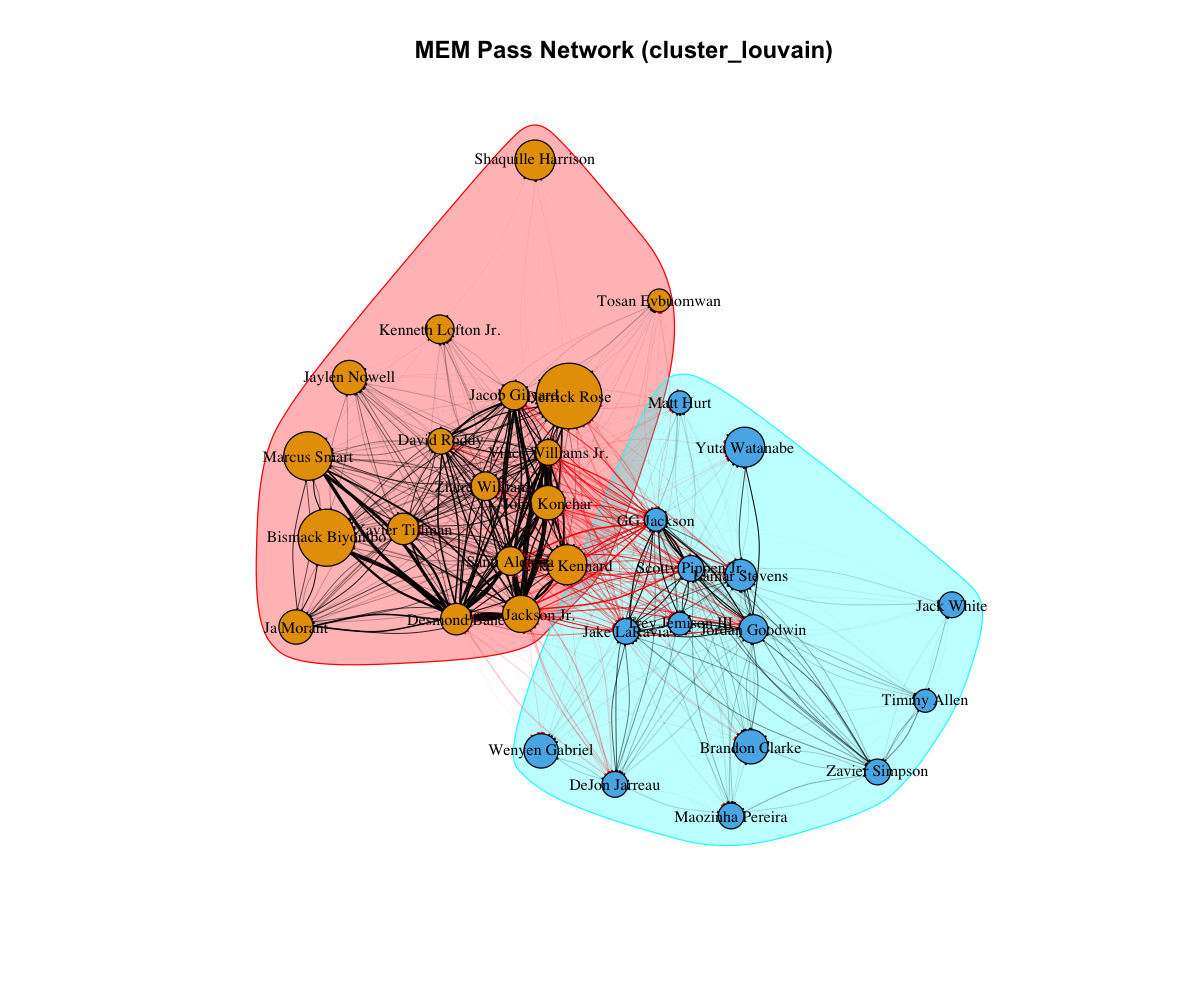 MEM Pass Network (cluster_louvain)
Shaquille Harrison
Tosan Evbuomwan
Kenneth Lofton Jr.
Jaylen Nowell
Jacob Gilyard
Derrick Rose
Matt Hurt
David Roddy
Yuta Watanabe
Vince Williams Jr.
Marcus Smart
Ziaire Williams
John Konchar
GG Jackson
Xavier Tillman
Bismack Biyombo
Santi Aldama
Luke Kennard
Scotty Pippen Jr.
Lamar Stevens
Jack White
Desmond Bane
Jackson Jr.
Ja Morant
Trey Jemison III
Jake LaRavia
Jordan Goodwin
Timmy Allen
Wenyen Gabriel
Brandon Clarke
Zavier Simpson
DeJon Jarreau
Maozinha Pereira